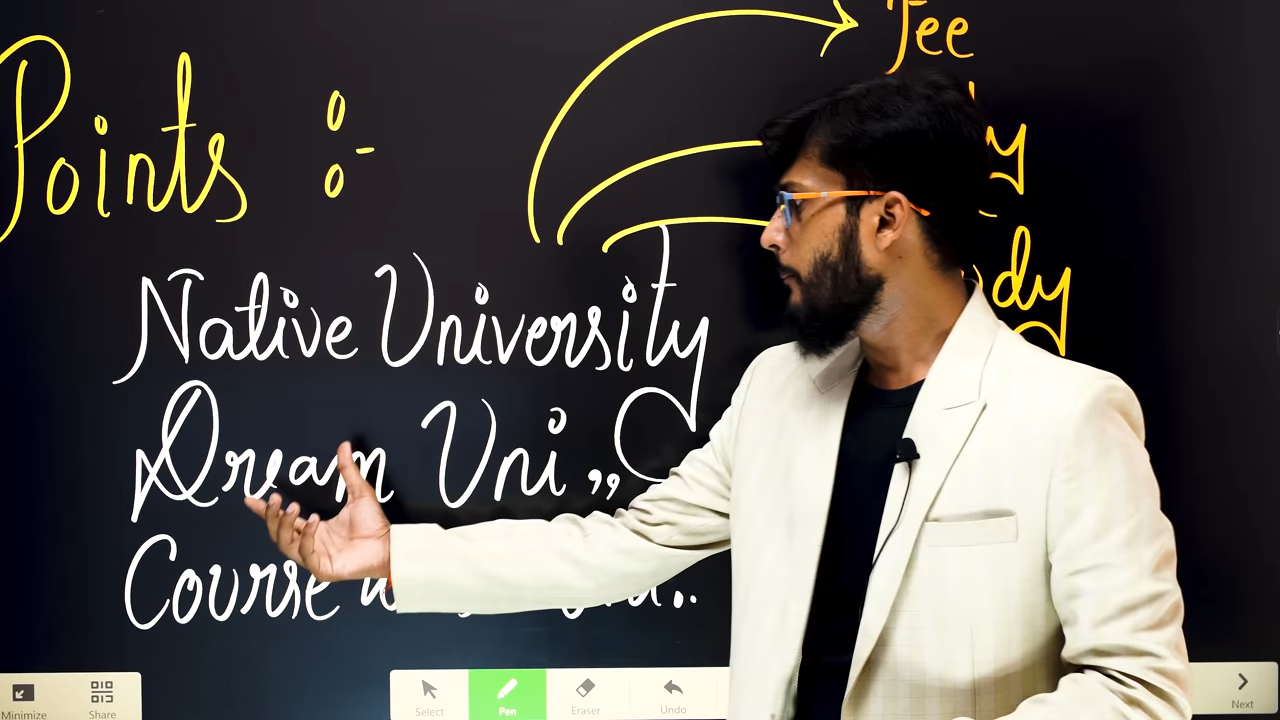 Points :-
Fee
Native University
Dream Uni ,,
Course
Minimize
Share
Select
Pen
Eraser
Undo
Next